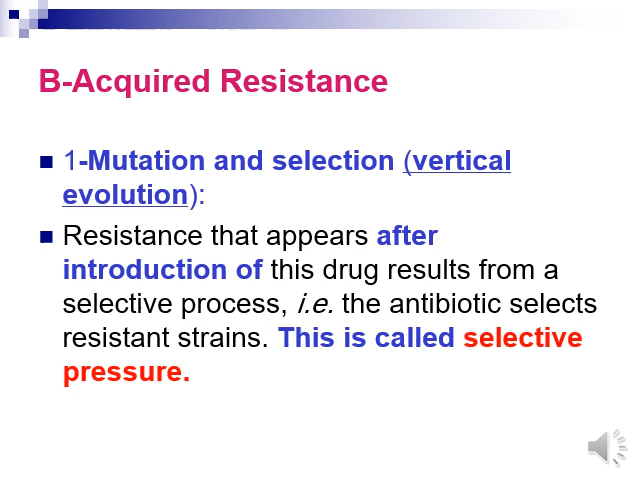 B-Acquired Resistance
1-Mutation and selection (vertical
evolution):
Resistance that appears after
introduction of this drug results from a
selective process, i.e. the antibiotic selects
resistant strains. This is called selective
pressure.